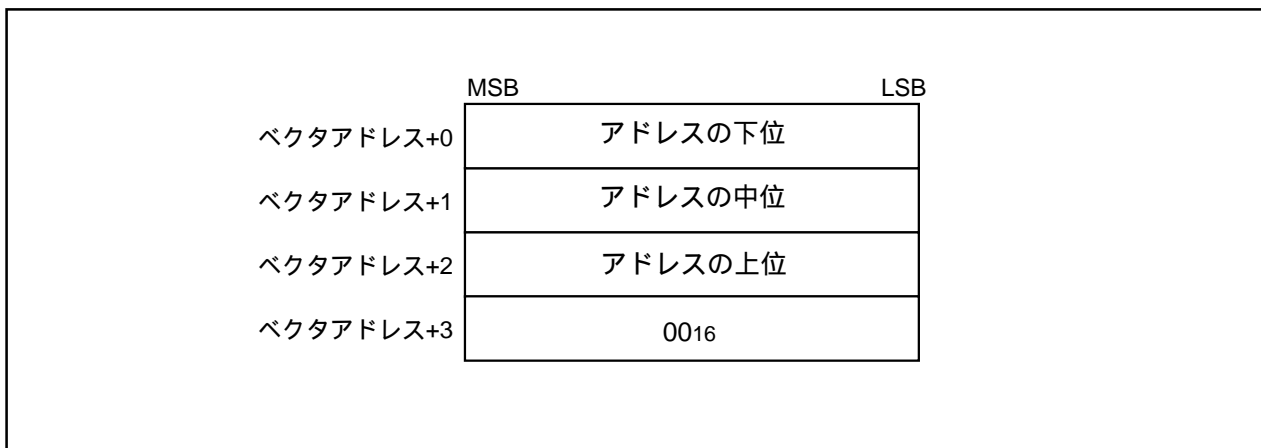 MSB LSB
ベクタアドレス+0 アドレスの下位
ベクタアドレス+1 アドレスの中位
ベクタアドレス+2 アドレスの上位
ベクタアドレス+3 0016